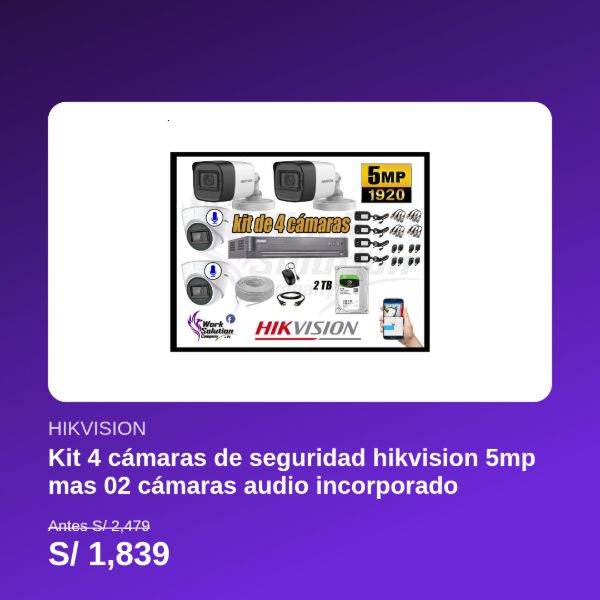 5MP
1920
kit de 4 cámaras
2 TB
Work
Solution
Company
HIKVISION
HIKVISION
Kit 4 cámaras de seguridad hikvision 5mp
mas 02 cámaras audio incorporado
Antes S/ 2,479
S/ 1,839